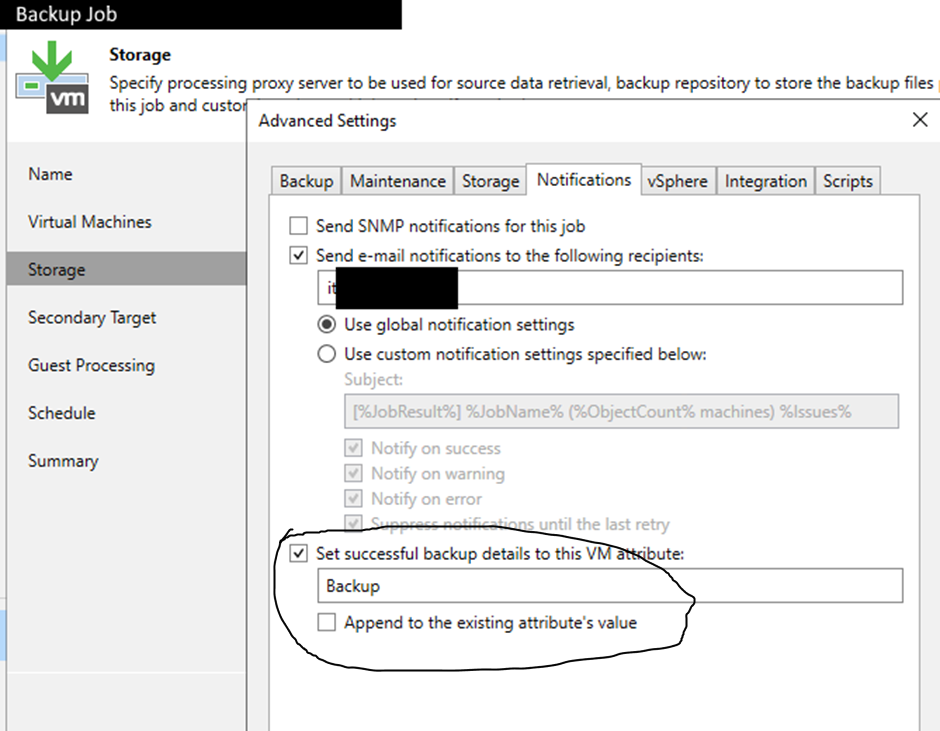 Backup Job
vm
Storage
Specify processing proxy server to be used for source data retrieval, backup repository to store the backup files
this job and
Advanced Settings
Name
Virtual Machines
Storage
Secondary Target
Guest Processing
Schedule
Summary
Backup Maintenance Storage Notifications vSphere Integration Scripts
Send SNMP notifications for this job
Send e-mail notifications to the following recipients:
it
Use global notification settings
Use custom notification settings specified below:
Subject:
[%JobResult%] %JobName% (%ObjectCount% machines) %Issues%
Notify on success
Notify on warning
Notify on error
Suppress notifications until the last retry
Set successful backup details to this VM attribute:
Backup
Append to the existing attribute's value